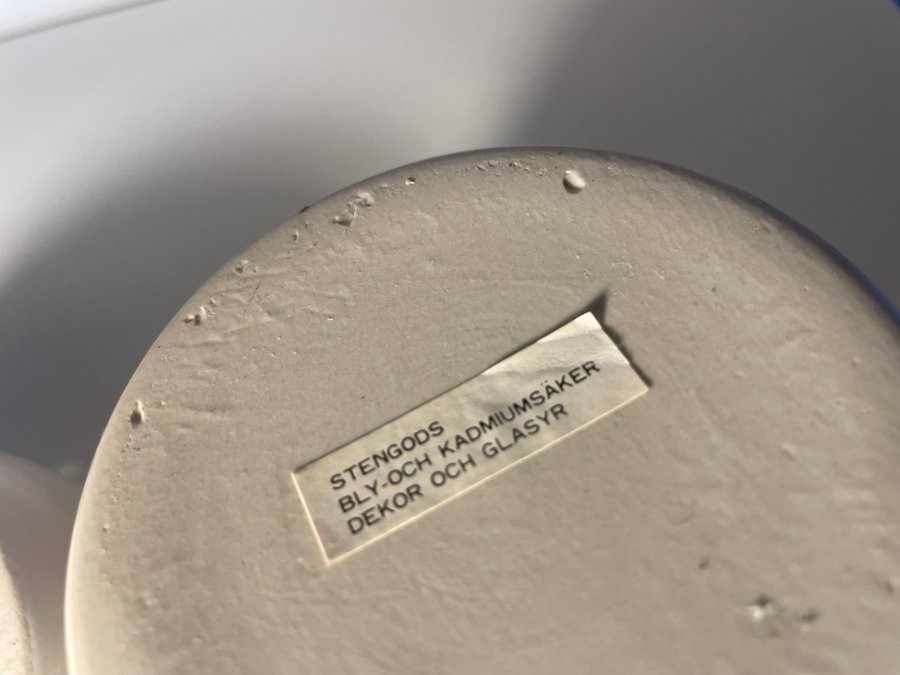 STENGODS
BLY-OCH KADMIUMSÄKER
DEKOR OCH GLASYR